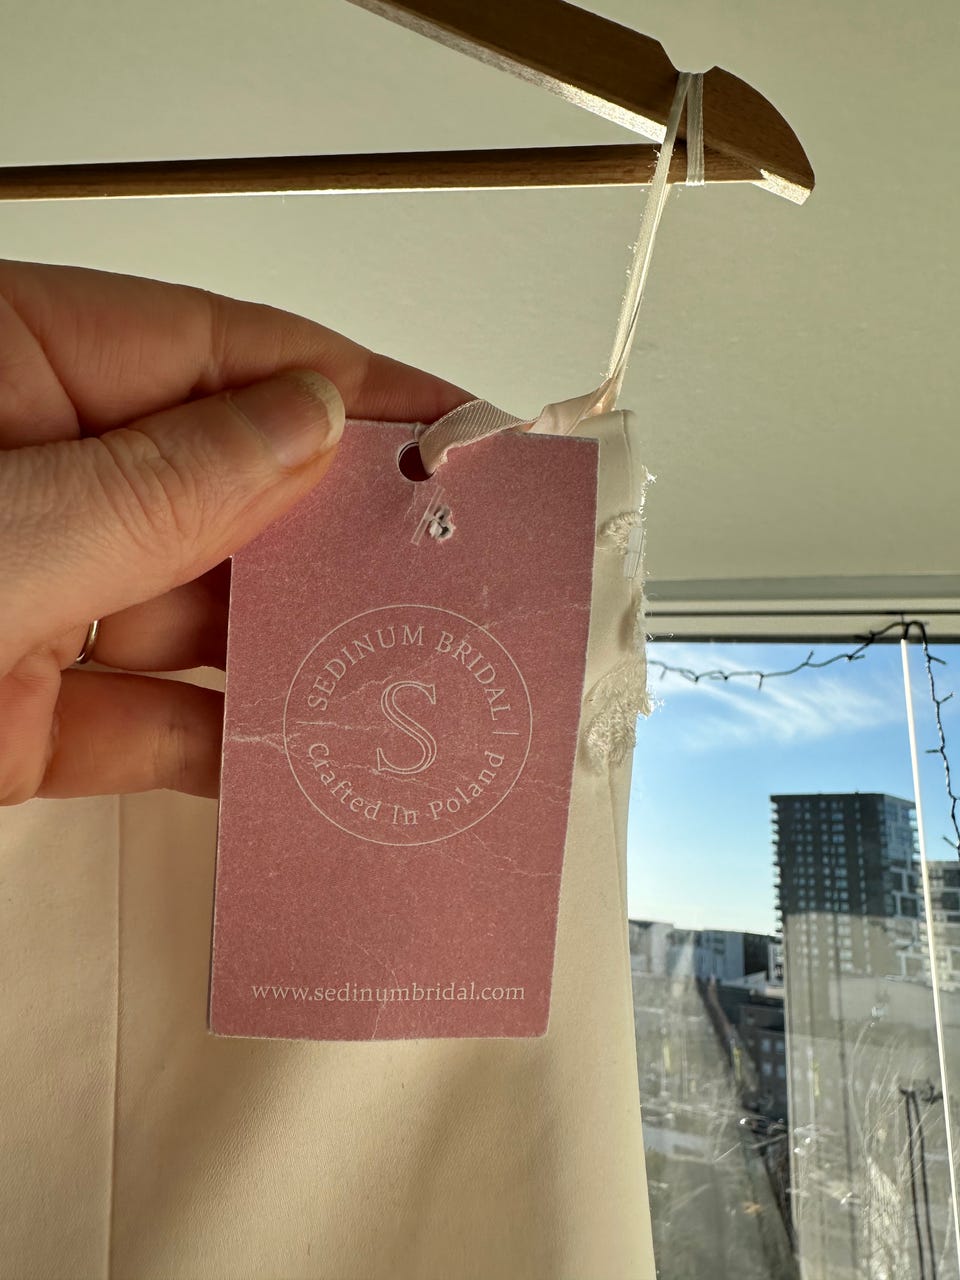 SEDINUM BRIDAL
S
Crafted In Poland
www.sedinumbridal.com